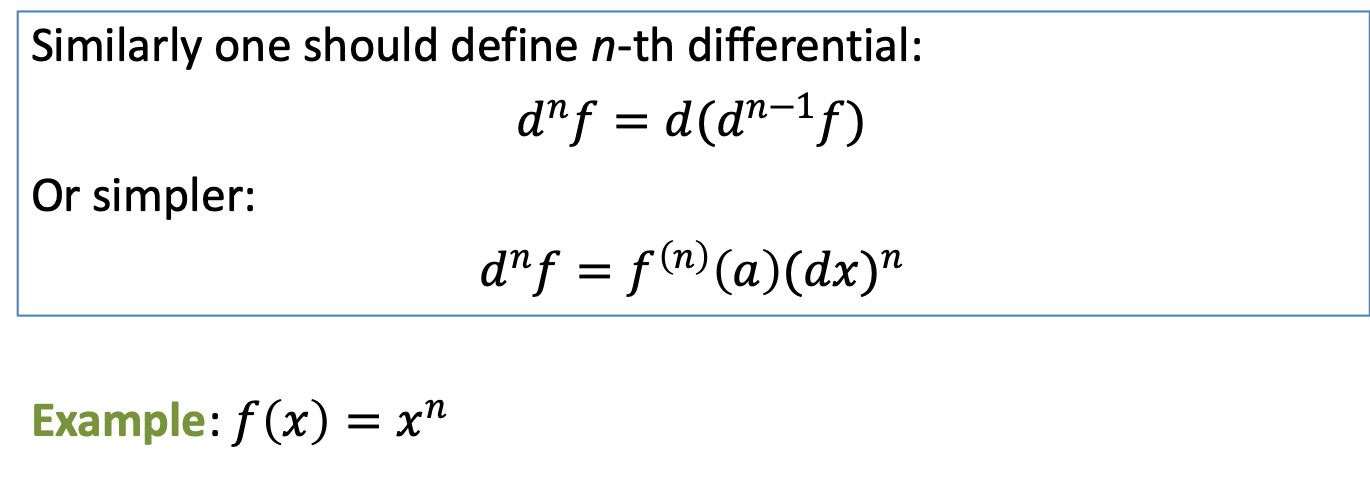 Similarly one should define n-th differential:
dⁿf = d(dⁿ⁻¹f)
Or simpler:
dⁿf = f⁽ⁿ⁾(a)(dx)ⁿ
Example: f(x) = xⁿ